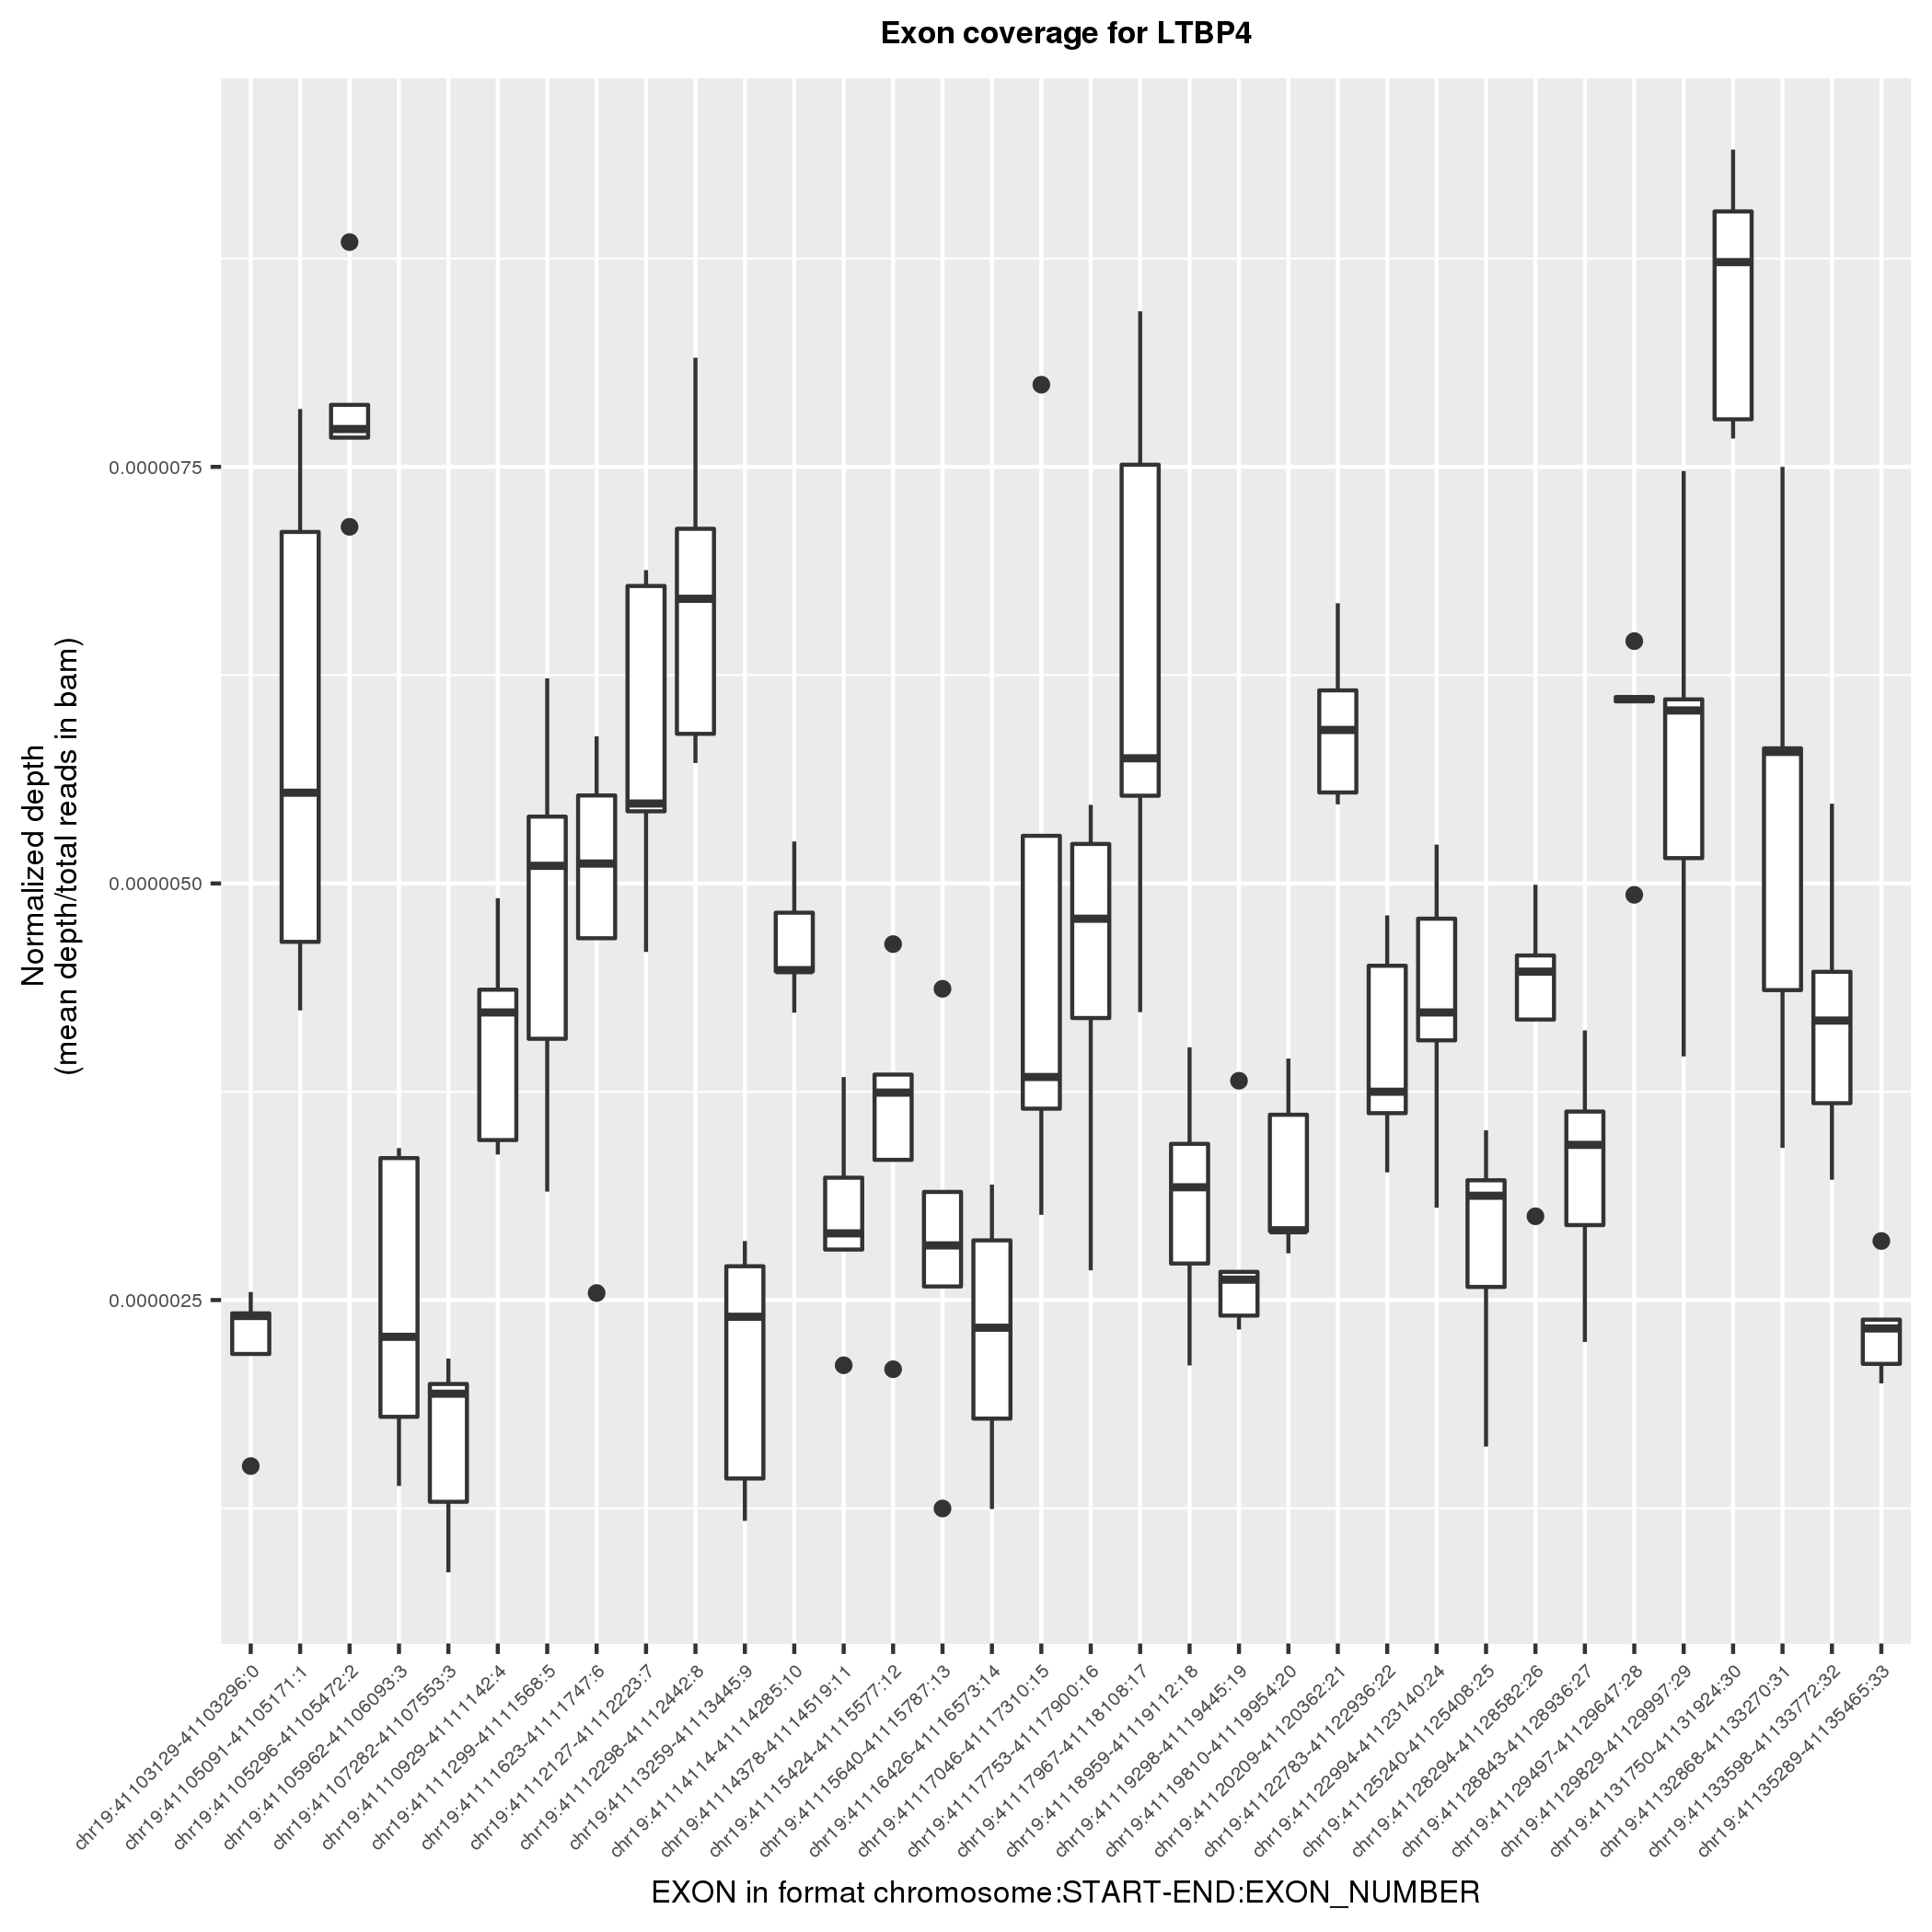 Exon coverage for LTBP4
0.0000075
0.0000050
0.0000025
Normalized depth
(mean depth/total reads in bam)
chr19:41103129-41103296:0
chr19:41105091-41105171:1
chr19:41105296-41105472:2
chr19:41105962-41106093:3
chr19:41107282-41107553:3
chr19:41110929-41111142:4
chr19:41111299-41111568:5
chr19:41111623-41111747:6
chr19:41112127-41112223:7
chr19:41112298-41112442:8
chr19:41113259-41113445:9
chr19:41114114-41114285:10
chr19:41114378-41114519:11
chr19:41115424-41115577:12
chr19:41115640-41115787:13
chr19:41116426-41116573:14
chr19:41117046-41117310:15
chr19:41117753-41117900:16
chr19:41117967-41118108:17
chr19:41118959-41119112:18
chr19:41119298-41119445:19
chr19:41119810-41119954:20
chr19:41120209-41120362:21
chr19:41122783-41122936:22
chr19:41122994-41123140:24
chr19:41125240-41125408:25
chr19:41128294-41128582:26
chr19:41128843-41128936:27
chr19:41129497-41129647:28
chr19:41129829-41129997:29
chr19:41131750-41131924:30
chr19:41132868-41133270:31
chr19:41133598-41133772:32
chr19:41135289-41135465:33
EXON in format chromosome:START-END:EXON_NUMBER